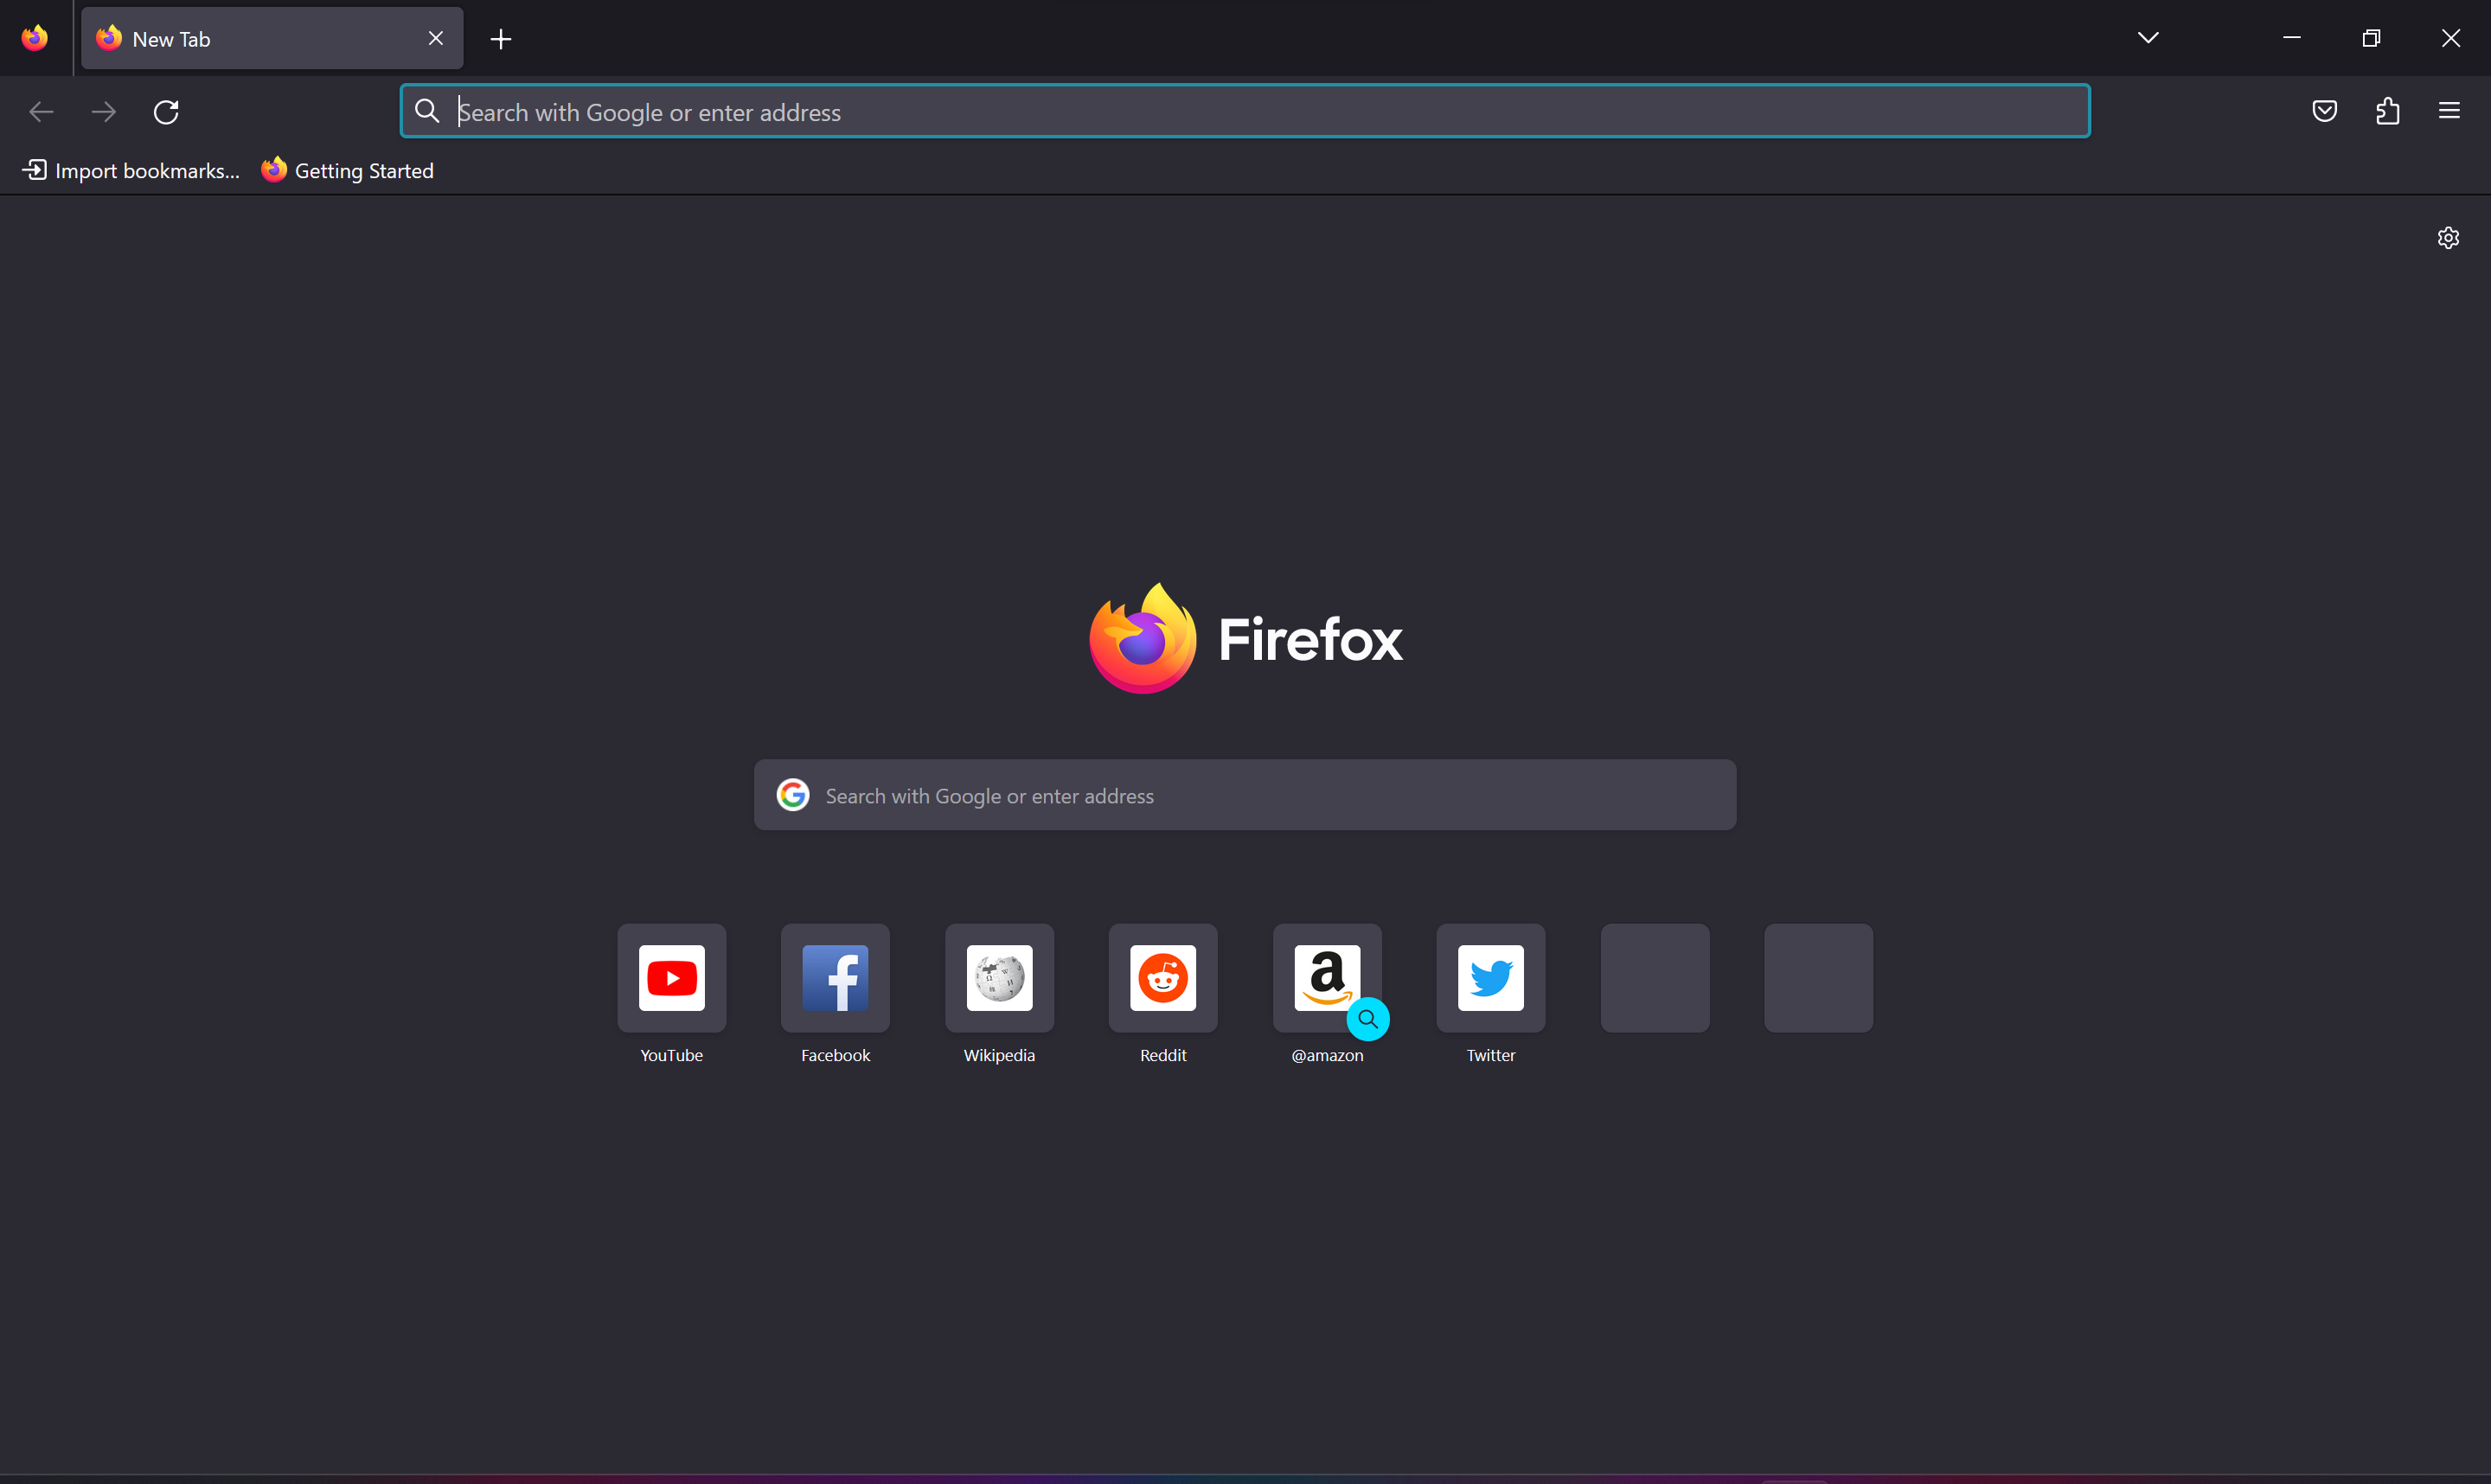 New Tab
Search with Google or enter address
Import bookmarks... Getting Started
Firefox
Search with Google or enter address
YouTube Facebook Wikipedia Reddit @amazon Twitter